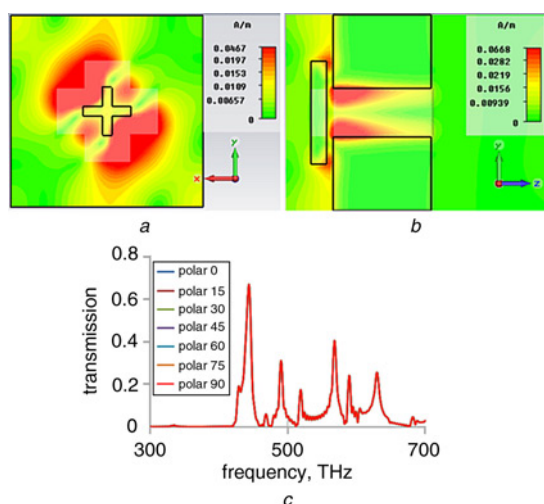 A/m
0.0467
0.0197
0.0153
0.0109
0.00657
0
y
x
a
A/m
0.0668
0.0282
0.0219
0.0156
0.00939
0
y
z
b
0.8
0.6
0.4
0.2
0
transmission
polar 0
polar 15
polar 30
polar 45
polar 60
polar 75
polar 90
300
500
700
frequency, THz
c